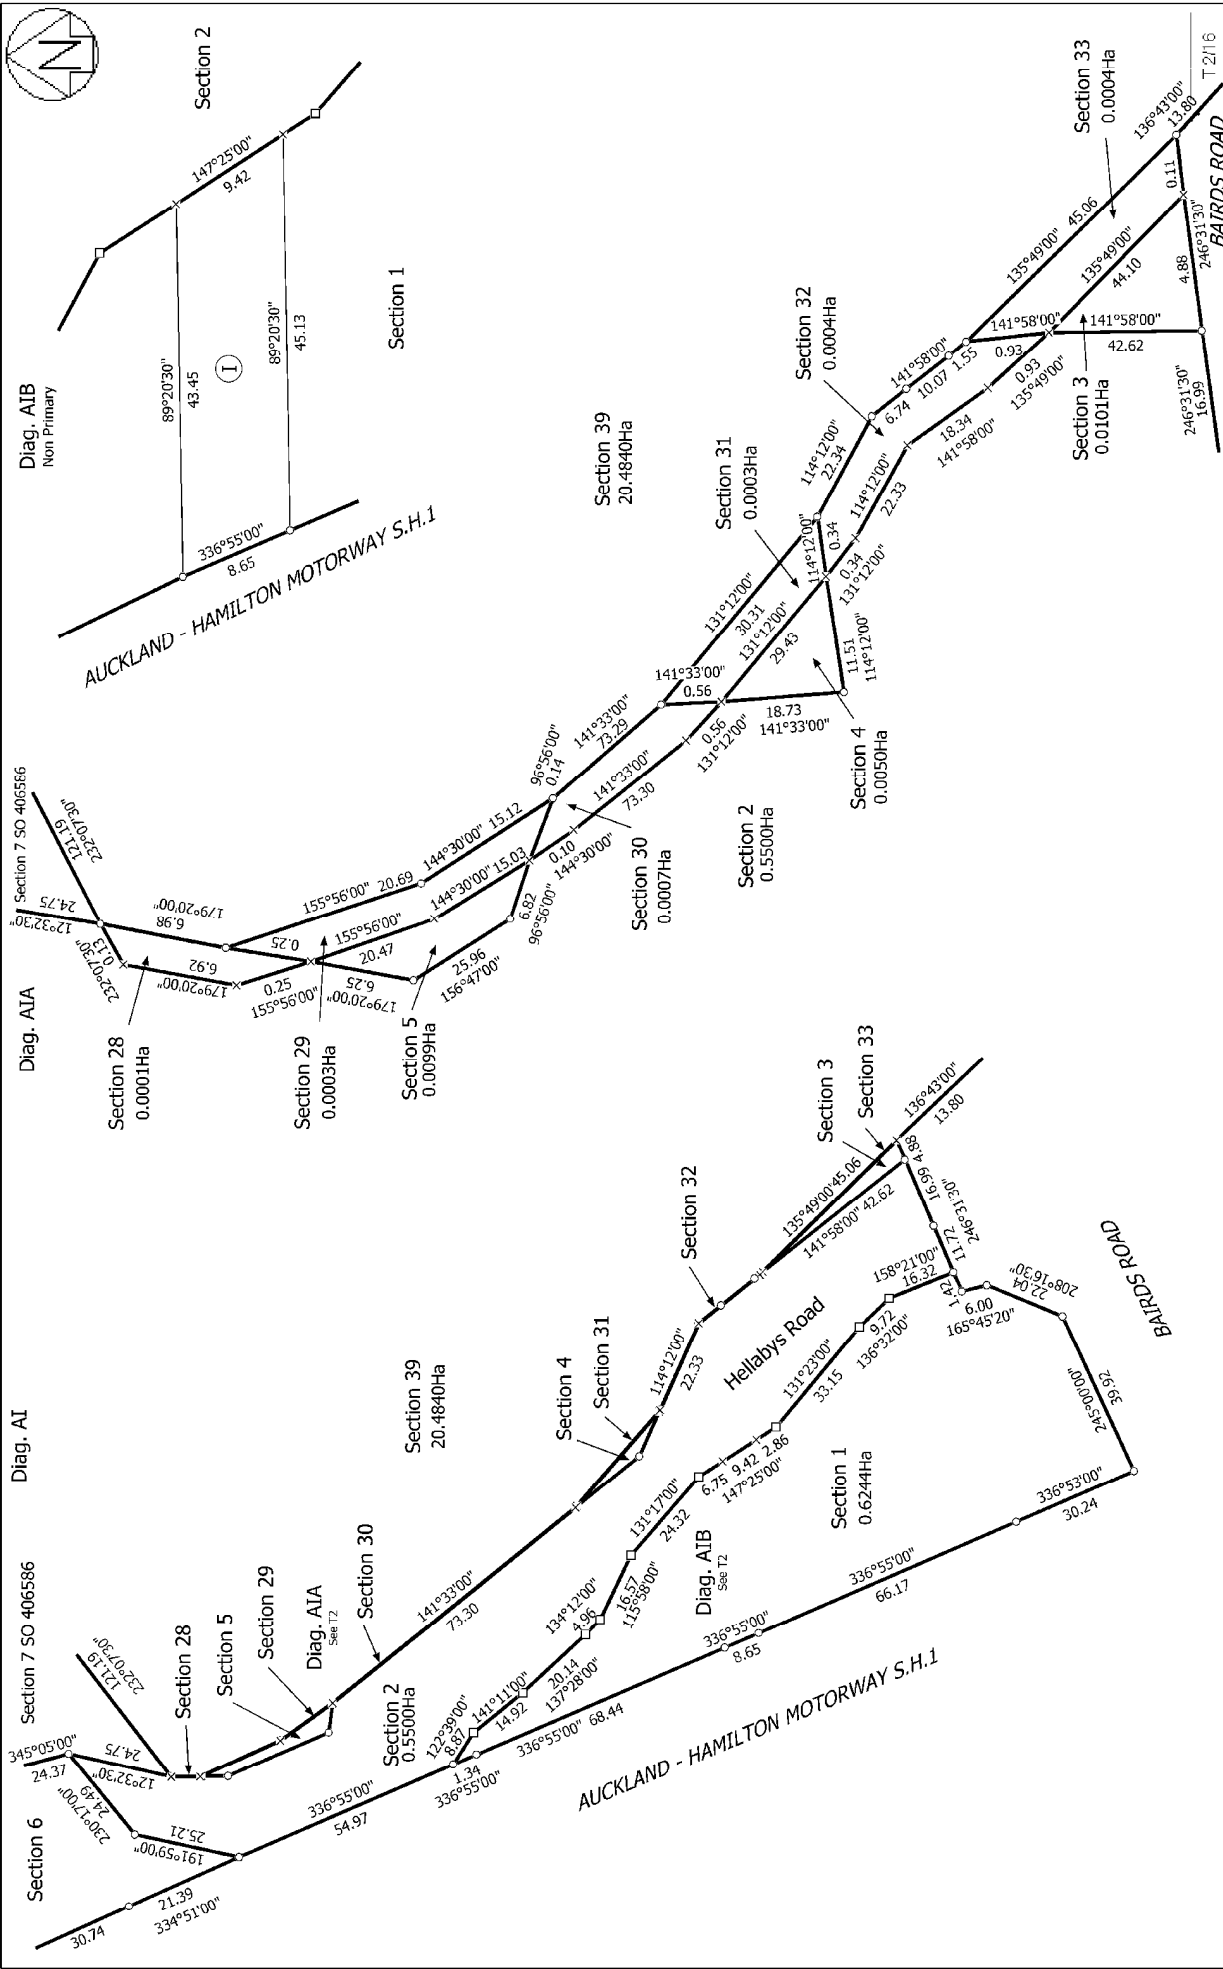 Diag. AI
Section 6
Section 7 SO 406586
30.74
21.39
334°51'00"
345°05'00"
24.37
24.75
12°32'30"
230°17'00"
24.49
25.21
191°59'00"
121.19
232°07'30"
Section 28
Section 5
Section 29
Diag. AIA
See T2
Section 30
Section 2
0.5500Ha
336°55'00"
54.97
1.34
336°55'00"
122°39'00"
8.87
141°11'00"
14.92
20.14
137°28'00"
134°12'00"
4.96
16.57
115°58'00"
131°17'00"
24.32
6.75
9.42
2.86
147°25'00"
131°23'00"
33.15
9.72
136°32'00"
158°21'00"
16.32
1.42
11.72
16.99
4.88
246°31'30"
6.00
165°45'20"
22.04
208°16'30"
39.92
245°00'00"
336°53'00"
30.24
336°55'00"
66.17
336°55'00"
8.65
336°55'00" 68.44
Diag. AIB
See T2
Section 1
0.6244Ha
Hellabys Road
141°33'00"
73.30
Section 39
20.4840Ha
Section 4
Section 31
114°12'00"
22.33
Section 32
135°49'00" 45.06
141°58'00" 42.62
Section 3
Section 33
136°43'00"
13.80
AUCKLAND - HAMILTON MOTORWAY S.H.1
BAIRDS ROAD
Diag. AIA
Section 7 SO 406586
24.75
12°32'30"
121.19
232°07'30"
232°07'30"
0.13
6.98
179°20'00"
6.92
179°20'00"
0.25
0.25
155°56'00"
6.25
179°20'00"
155°56'00" 20.69
155°56'00"
20.47
25.96
156°47'00"
144°30'00" 15.12
144°30'00" 15.03
6.82
96°56'00"
96°56'00"
0.14
0.10
144°30'00"
Section 28
0.0001Ha
Section 29
0.0003Ha
Section 5
0.0099Ha
Section 30
0.0007Ha
Section 2
0.5500Ha
141°33'00"
73.29
141°33'00"
73.30
141°33'00"
0.56
0.56
131°12'00"
18.73
141°33'00"
131°12'00"
30.31
131°12'00"
29.43
11.51
114°12'00"
Section 4
0.0050Ha
Section 31
0.0003Ha
Section 39
20.4840Ha
114°12'00"
0.34
0.34
131°12'00"
114°12'00"
22.34
114°12'00"
22.33
Section 32
0.0004Ha
141°58'00"
6.74
10.07
1.55
18.34
141°58'00"
141°58'00"
0.93
0.93
135°49'00"
141°58'00"
42.62
135°49'00" 45.06
135°49'00"
44.10
Section 3
0.0101Ha
Section 33
0.0004Ha
136°43'00"
13.80
0.11
4.88
246°31'30"
246°31'30"
16.99
BAIRDS ROAD
Diag. AIB
Non Primary
N
Section 2
147°25'00"
9.42
89°20'30"
43.45
I
89°20'30"
45.13
Section 1
336°55'00"
8.65
AUCKLAND - HAMILTON MOTORWAY S.H.1
T 2/16